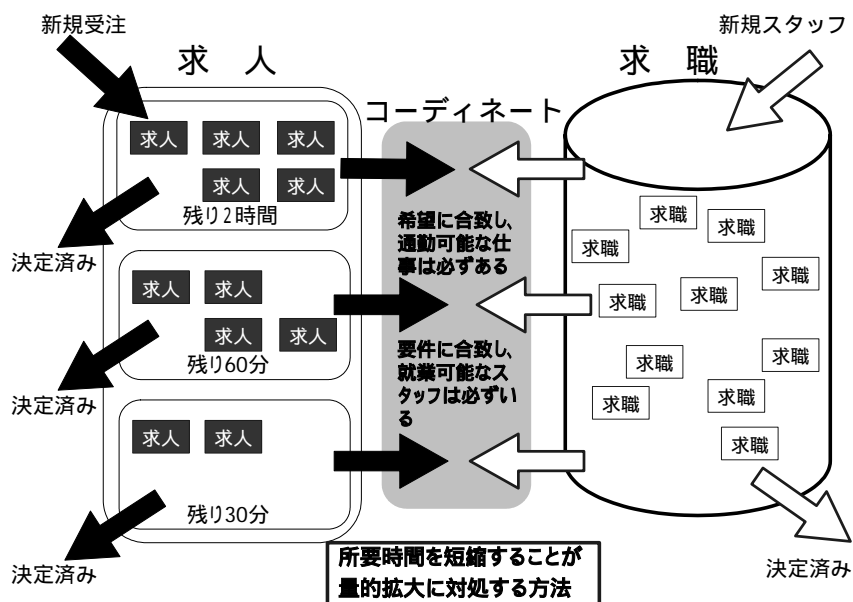 新規受注
新規スタッフ
求　人
求　職
コーディネート
求人 求人 求人
求人 求人
残り2時間
決定済み
求人 求人
求人 求人
残り60分
決定済み
求人 求人
残り30分
決定済み
希望に合致し、
通勤可能な仕
事は必ずある
要件に合致し、
就業可能なス
タッフは必ずい
る
求職
求職
求職
求職
求職
求職
求職
求職
求職
求職
求職
決定済み
所要時間を短縮することが
量的拡大に対処する方法